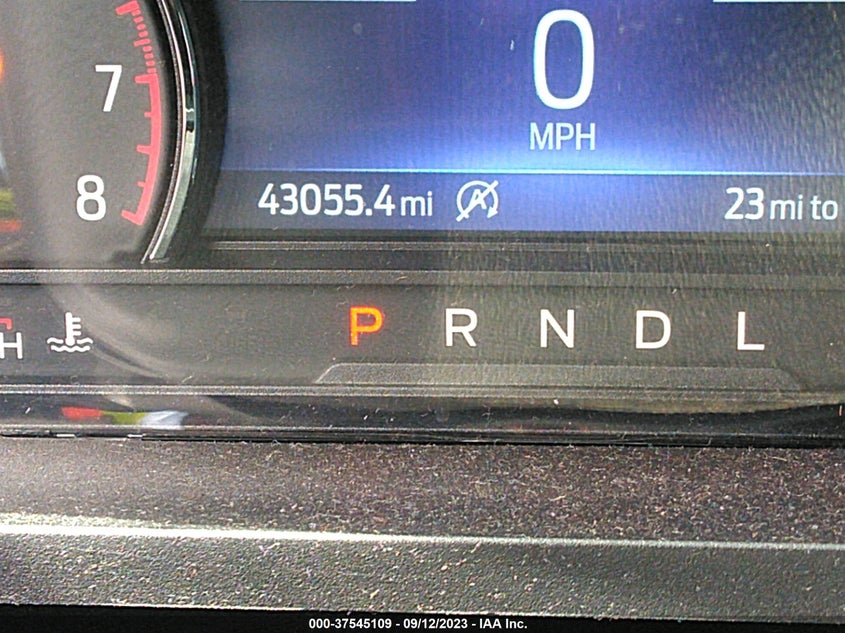 0
MPH
7
8
43055.4 mi
23 mi to
H
P R N D L
000-37545109 - 09/12/2023 - IAA Inc.